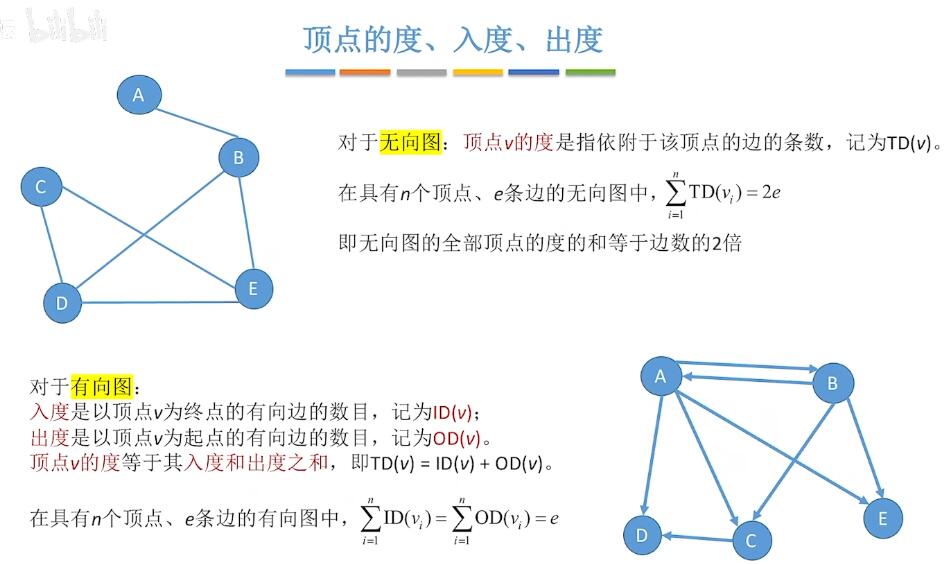 bilibili
顶点的度、入度、出度
A
B
C
D
E
对于无向图：顶点v的度是指依附于该顶点的边的条数，记为TD(v)。
在具有n个顶点、e条边的无向图中，∑_{i=1}^{n} TD(v_i) = 2e
即无向图的全部顶点的度的和等于边数的2倍
对于有向图：
入度是以顶点v为终点的有向边的数目，记为ID(v)；
出度是以顶点v为起点的有向边的数目，记为OD(v)。
顶点v的度等于其入度和出度之和，即TD(v) = ID(v) + OD(v)。
在具有n个顶点、e条边的有向图中，∑_{i=1}^{n} ID(v_i) = ∑_{i=1}^{n} OD(v_i) = e
A
B
D
C
E